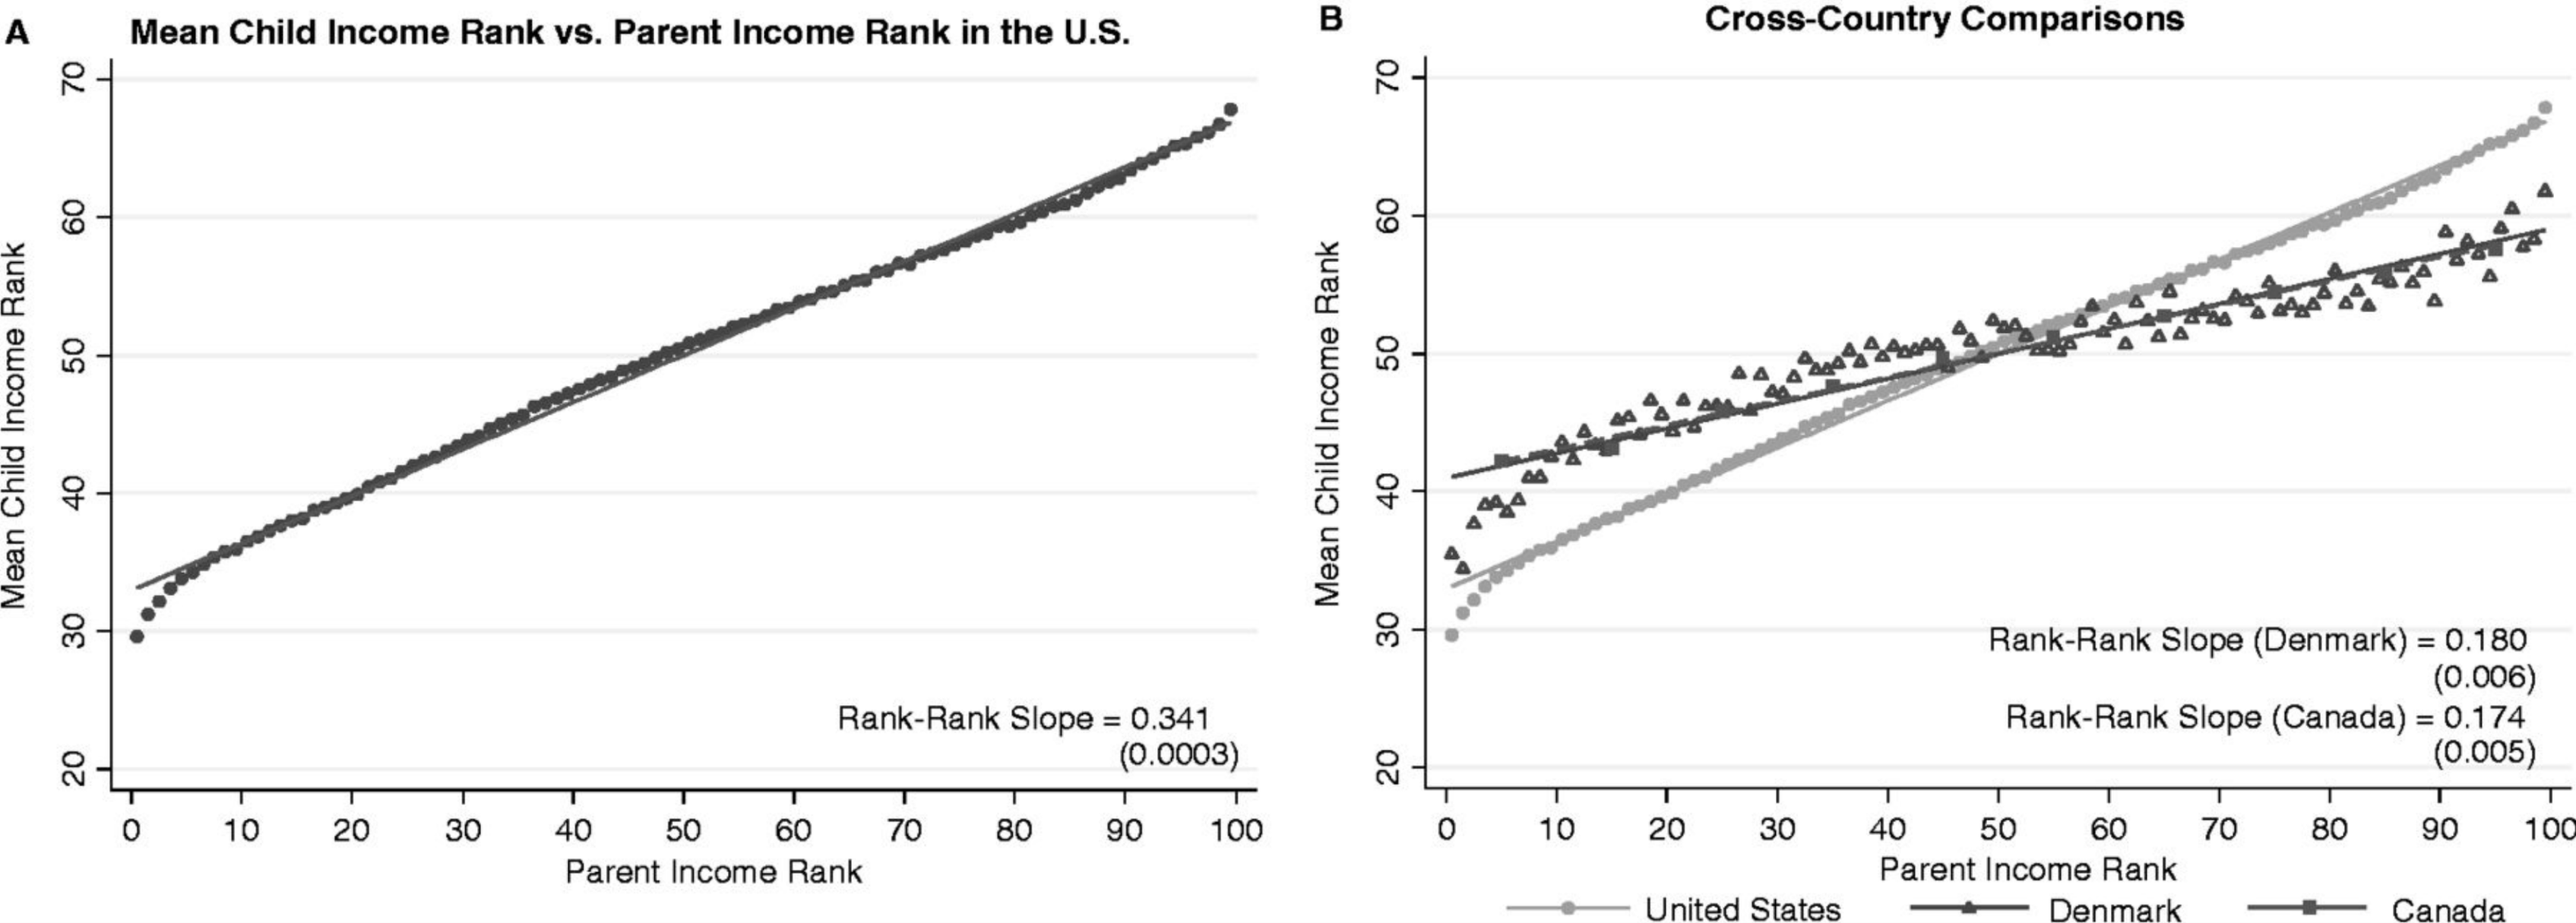 A
Mean Child Income Rank vs. Parent Income Rank in the U.S.
Mean Child Income Rank
70
60
50
40
30
20
Rank-Rank Slope = 0.341
(0.0003)
0 10 20 30 40 50 60 70 80 90 100
Parent Income Rank
B
Cross-Country Comparisons
Mean Child Income Rank
70
60
50
40
30
20
Rank-Rank Slope (Denmark) = 0.180
(0.006)
Rank-Rank Slope (Canada) = 0.174
(0.005)
0 10 20 30 40 50 60 70 80 90 100
Parent Income Rank
United States Denmark Canada